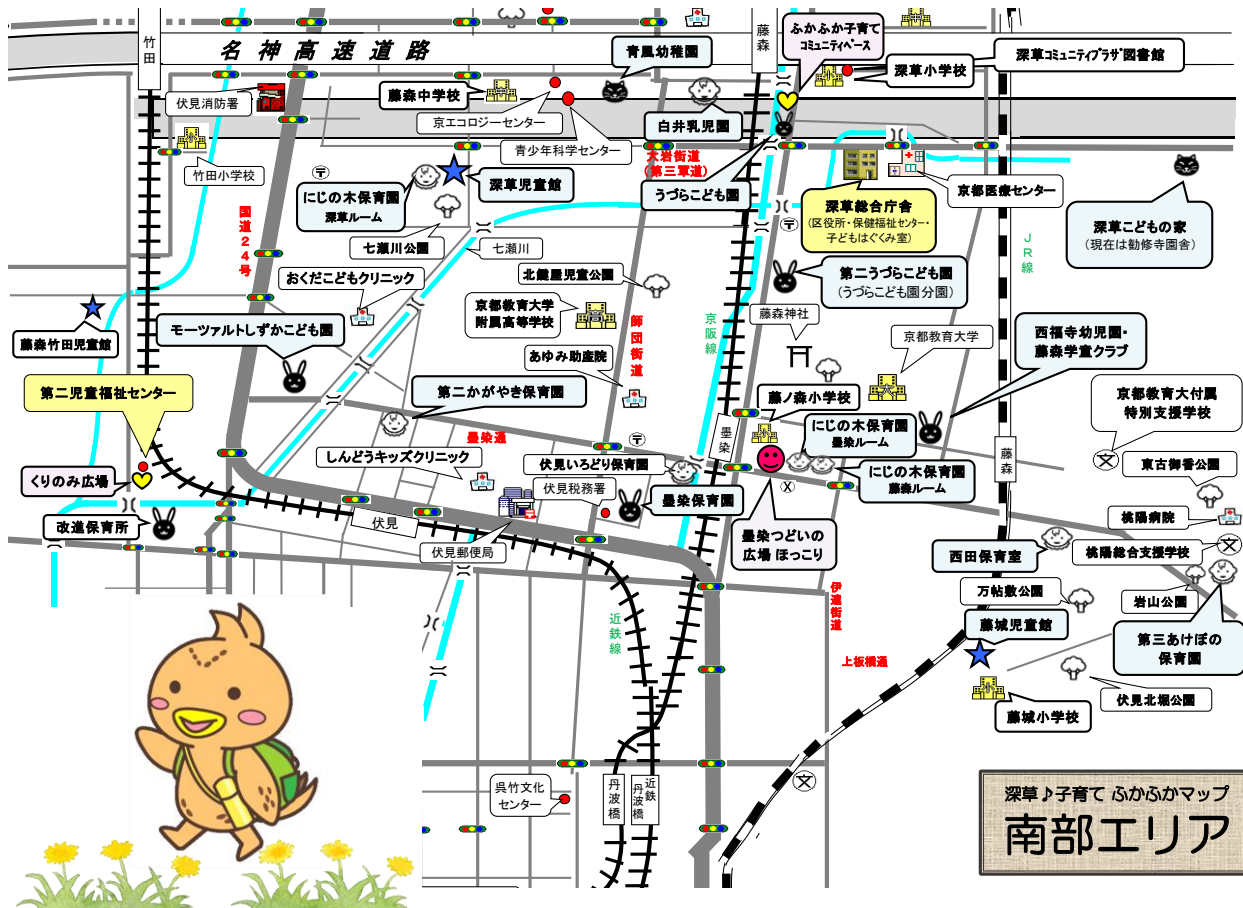 竹田
名神高速道路
青風幼稚園
藤森
ふかふか子育て
コミュニティベース
深草小学校
深草コミュニティプラザ図書館
伏見消防署
藤森中学校
京エコロジーセンター
青少年科学センター
白井乳児園
大岩街道
(第三軍道)
うづらこども園
竹田小学校
にじの木保育園
深草ルーム
深草児童館
深草総合庁舎
(区役所・保健福祉センター・
子どもはぐくみ室)
京都医療センター
深草こどもの家
(現在は勧修寺園舎)
国道24号
七瀬川公園
七瀬川
JR線
おくだこどもクリニック
北鍵屋児童公園
第二うづらこども園
(うづらこども園分園)
京都教育大学
附属高等学校
師団街道
京阪線
藤森神社
京都教育大学
西福寺幼児園・
藤森学童クラブ
藤森竹田児童館
モーツァルトしずかこども園
あゆみ助産院
第二児童福祉センター
第二かがやき保育園
藤ノ森小学校
京都教育大付属
特別支援学校
墨染通
墨染
にじの木保育園
墨染ルーム
藤森
しんどうキッズクリニック
伏見いろどり保育園
にじの木保育園
藤森ルーム
東古御香公園
くりのみ広場
伏見税務署
墨染保育園
改進保育所
伏見
伏見郵便局
墨染つどいの
広場 ほっこり
桃陽病院
西田保育室
桃陽総合支援学校
万帖敷公園
岩山公園
伊達街道
近鉄線
藤城児童館
第三あけぼの
保育園
上板橋通
伏見北堀公園
藤城小学校
呉竹文化
センター
丹波橋
近鉄
丹波橋
文
文
文
深草♪子育て ふかふかマップ
南部エリア